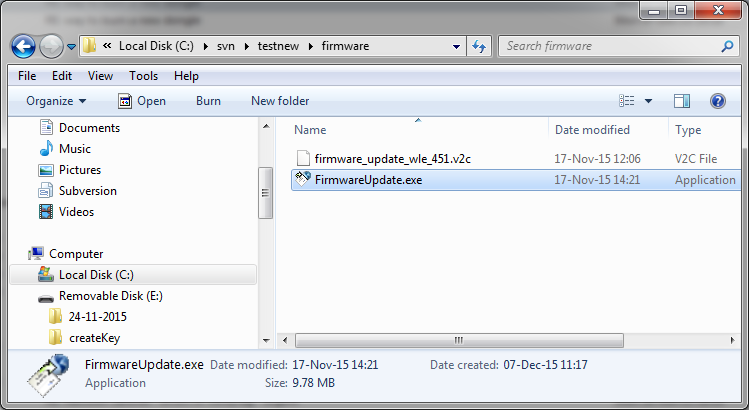 « Local Disk (C:) ▸ svn ▸ testnew ▸ firmware
Search firmware
File Edit View Tools Help
Organize Open Burn New folder
Documents
Music
Pictures
Subversion
Videos
Computer
Local Disk (C:)
Removable Disk (E:)
24-11-2015
createKey
Name Date modified Type
firmware_update_wle_451.v2c 17-Nov-15 12:06 V2C File
FirmwareUpdate.exe 17-Nov-15 14:21 Application
FirmwareUpdate.exe Date modified: 17-Nov-15 14:21 Date created: 07-Dec-15 11:17
Application Size: 9.78 MB